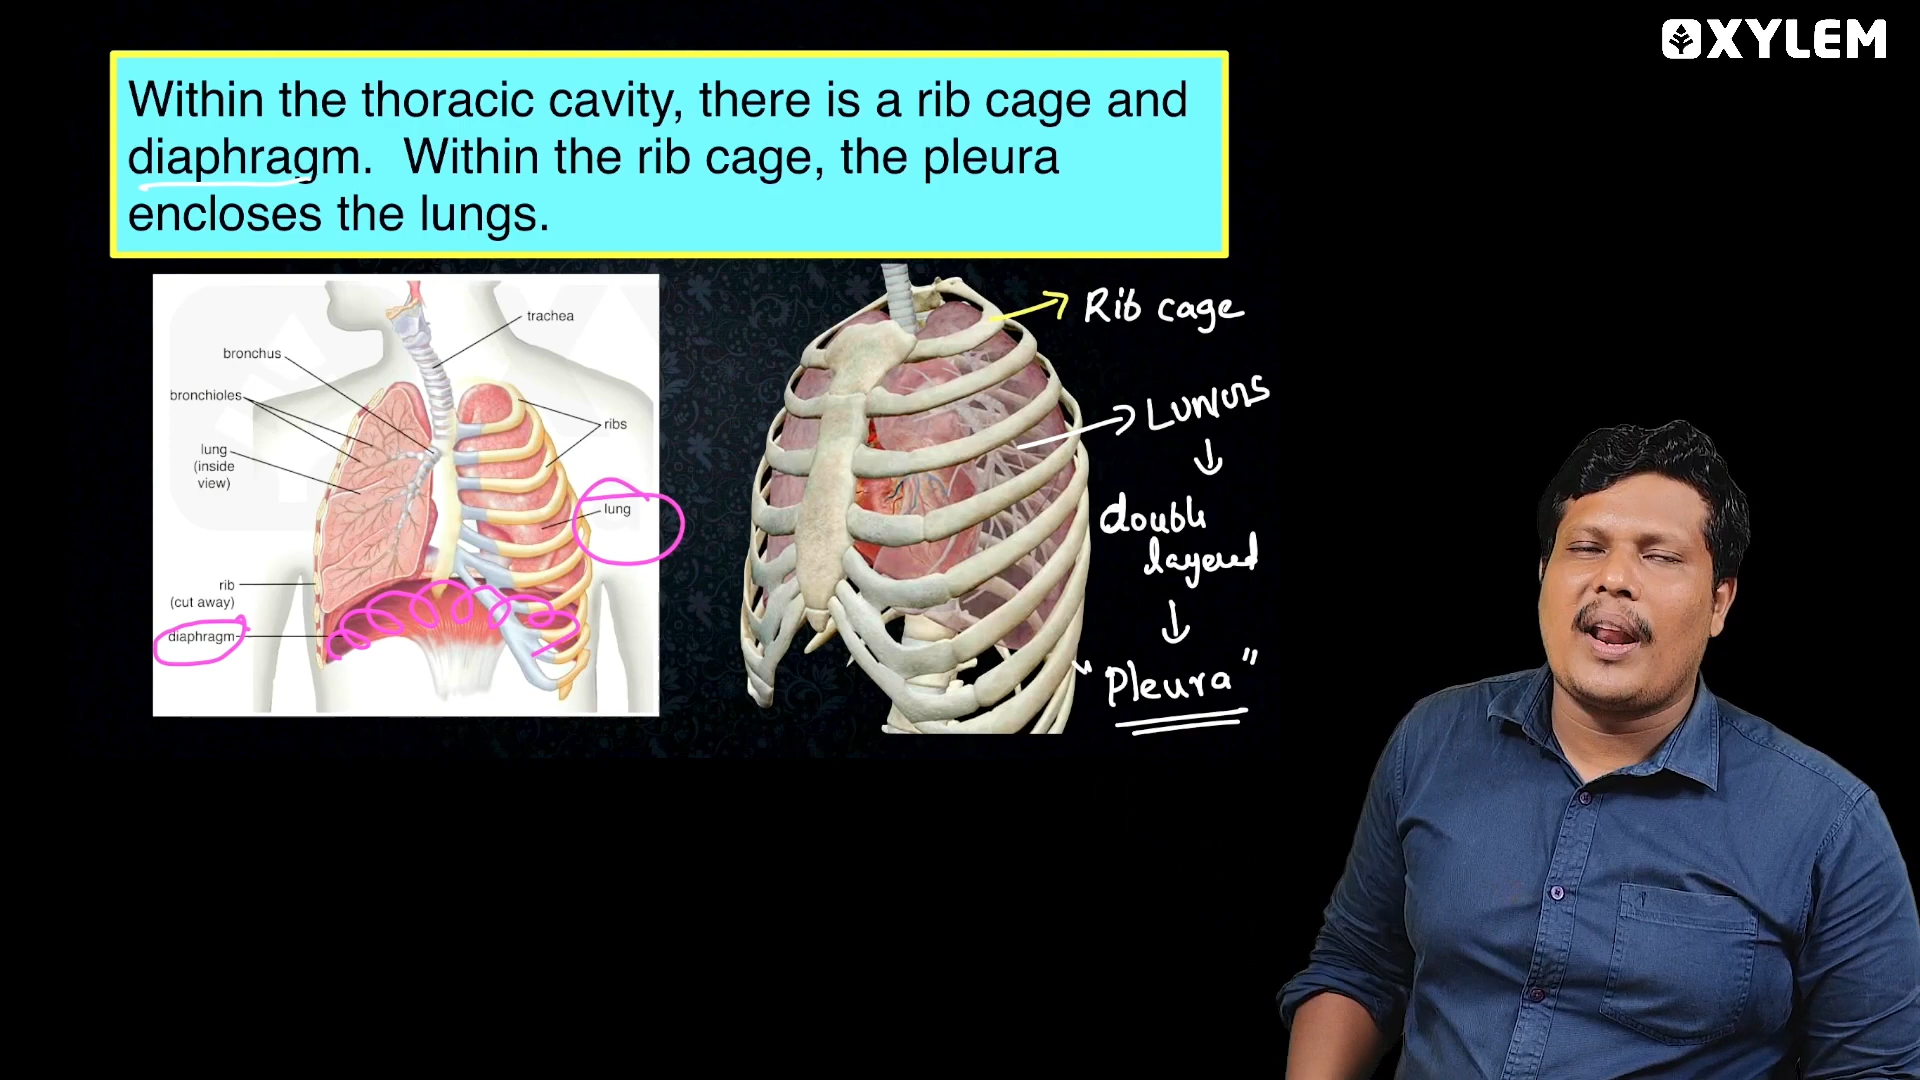 XYLEM
Within the thoracic cavity, there is a rib cage and
diaphragm. Within the rib cage, the pleura
encloses the lungs.
trachea
bronchus
bronchioles
ribs
lung
(inside
view)
lung
rib
(cut away)
diaphragm
Rib cage
double
layered
"Pleura"